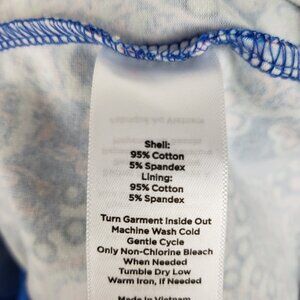 Shell:
95% Cotton
5% Spandex
Lining:
95% Cotton
5% Spandex
Turn Garment Inside Out
Machine Wash Cold
Gentle Cycle
Only Non-Chlorine Bleach
When Needed
Tumble Dry Low
Warm Iron, If Needed
Made In Vietnam